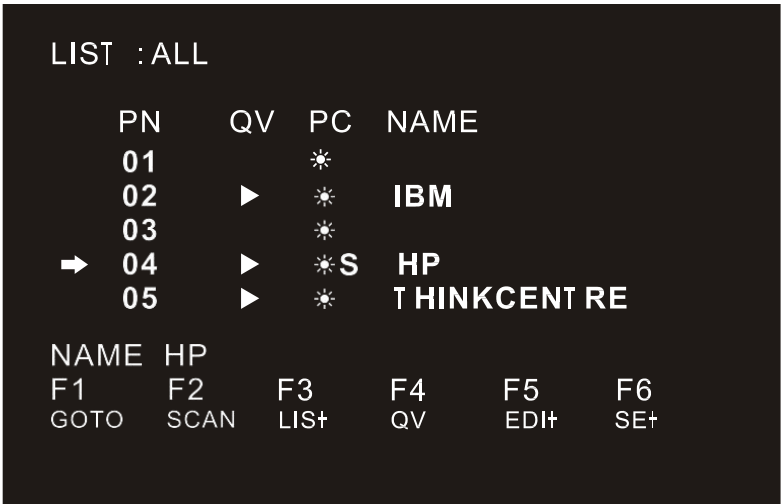 LIST : ALL
PN QV PC NAME
01 ☀
02 ▶ ☀ IBM
03 ☀
➡ 04 ▶ ☀ S HP
05 ▶ ☀ THINKCENTRE
NAME HP
F1 F2 F3 F4 F5 F6
GOTO SCAN LIST QV EDIT SET